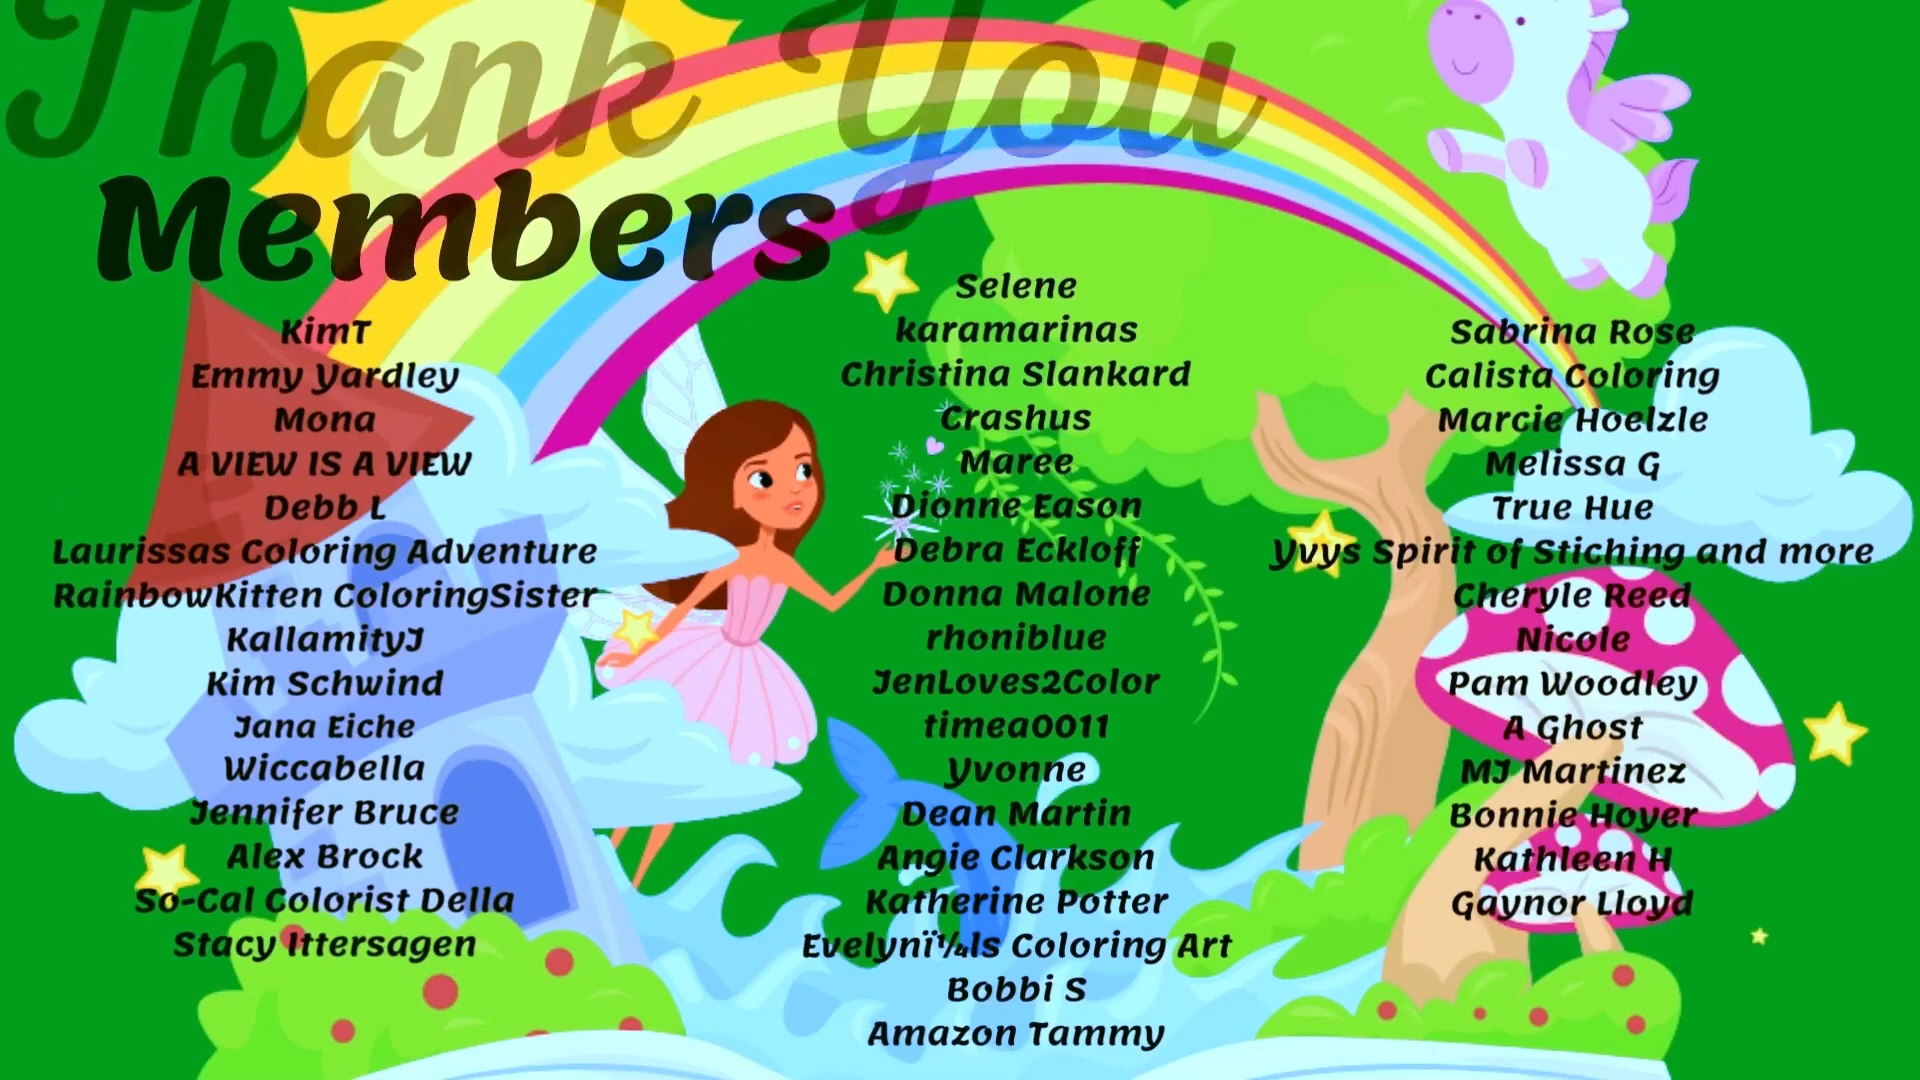 Thank You
Members
KimT
Emmy Yardley
Mona
A VIEW IS A VIEW
Debb L
Laurissas Coloring Adventure
RainbowKitten ColoringSister
KallamityJ
Kim Schwind
Jana Eiche
Wiccabella
Jennifer Bruce
Alex Brock
So-Cal Colorist Della
Stacy Ittersagen
Selene
karamarinas
Christina Slankard
Crashus
Maree
Dionne Eason
Debra Eckloff
Donna Malone
rhoniblue
JenLoves2Color
timea0011
Yvonne
Dean Martin
Angie Clarkson
Katherine Potter
Evelynï¼ls Coloring Art
Bobbi S
Amazon Tammy
Sabrina Rose
Calista Coloring
Marcie Hoelzle
Melissa G
True Hue
Yvys Spirit of Stiching and more
Cheryle Reed
Nicole
Pam Woodley
A Ghost
MJ Martinez
Bonnie Hoyer
Kathleen H
Gaynor Lloyd